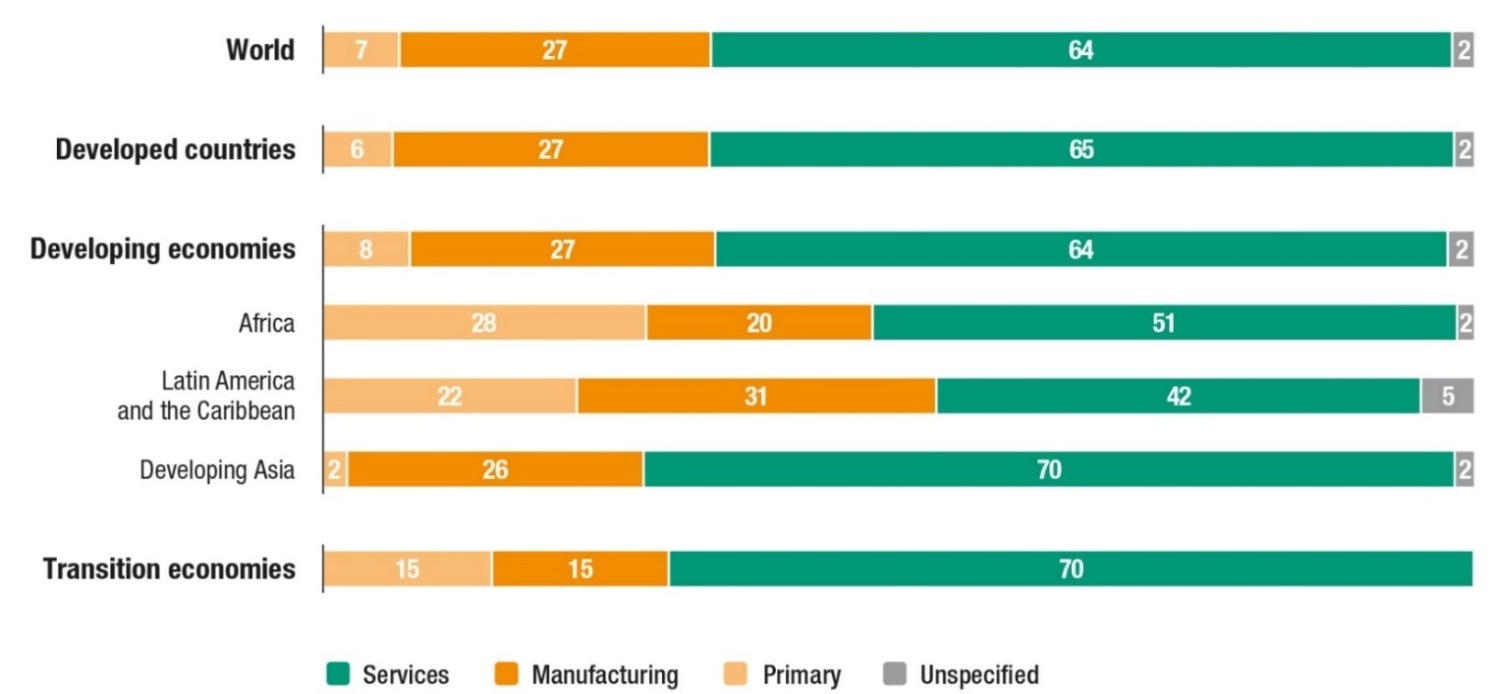 World 7 27 64 2
Developed countries 6 27 65 2
Developing economies 8 27 64 2
Africa 28 20 51 2
Latin America
and the Caribbean 22 31 42 5
Developing Asia 2 26 70 2
Transition economies 15 15 70
Services Manufacturing Primary Unspecified